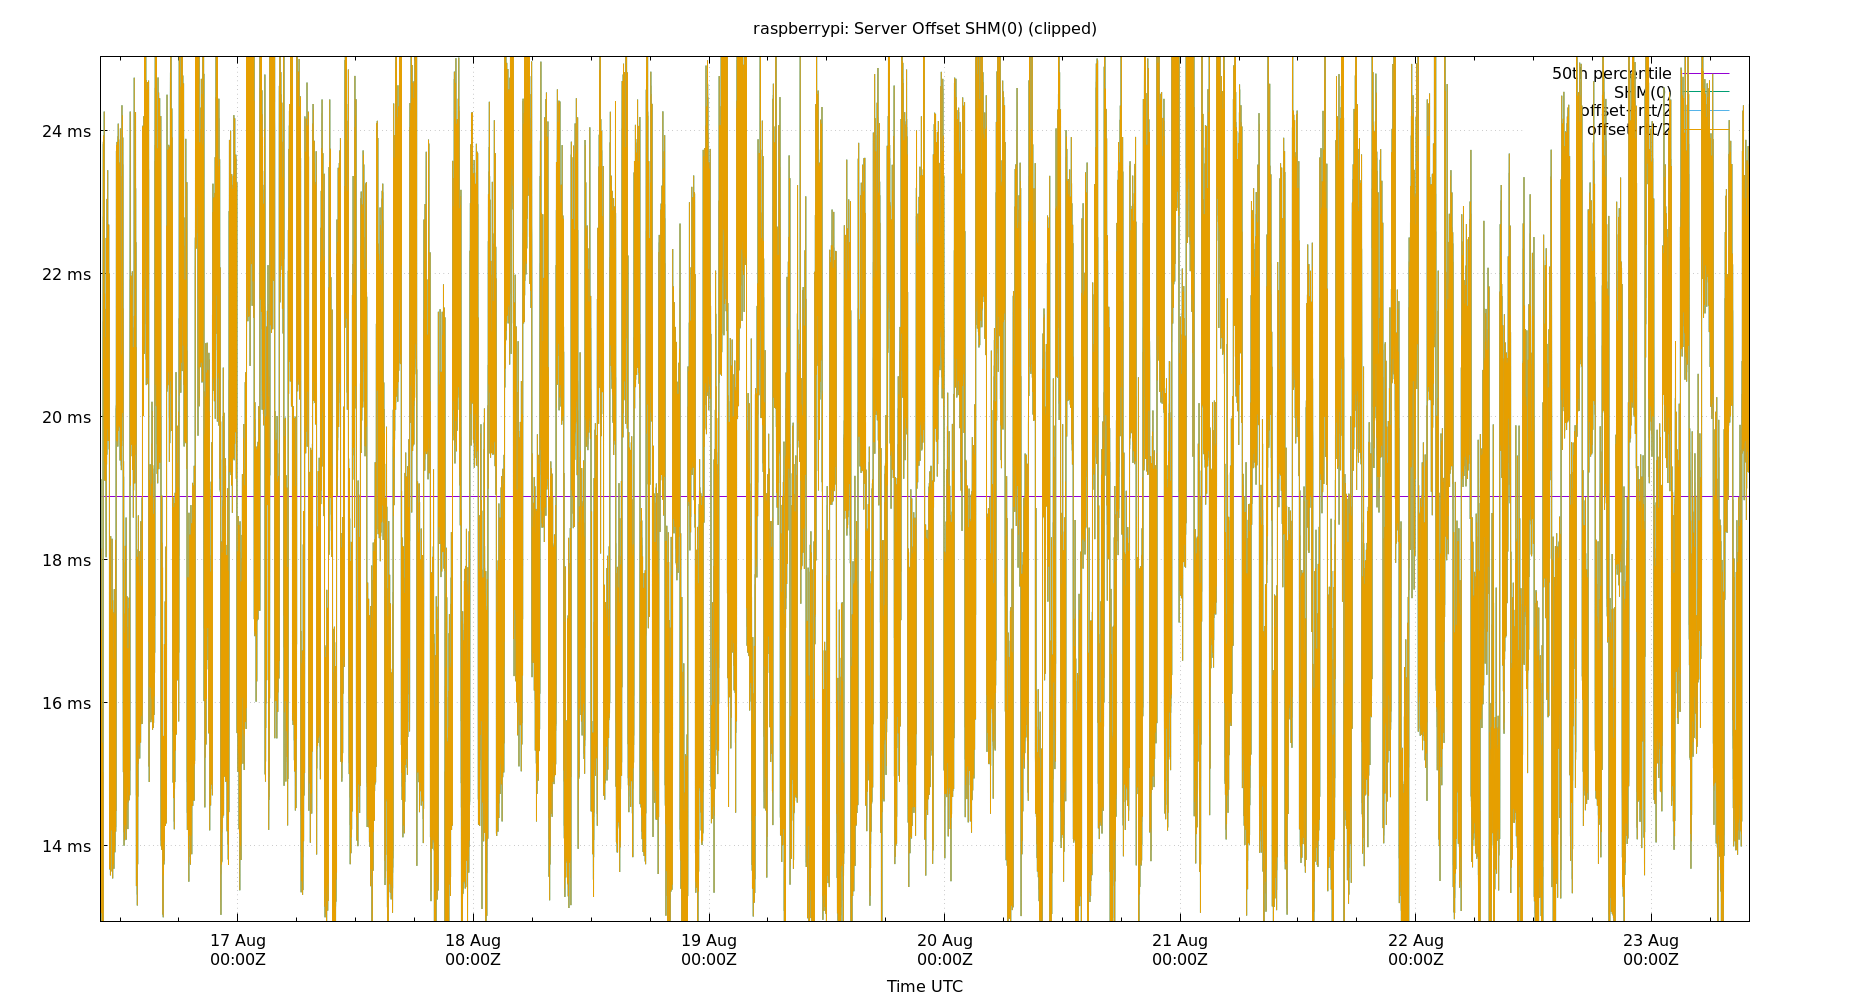 raspberrypi: Server Offset SHM(0) (clipped)
50th percentile
SHM(0)
offset-rtt/2
offset-rtt/2
24 ms
22 ms
20 ms
18 ms
16 ms
14 ms
17 Aug
00:00Z
18 Aug
00:00Z
19 Aug
00:00Z
20 Aug
00:00Z
21 Aug
00:00Z
22 Aug
00:00Z
23 Aug
00:00Z
Time UTC